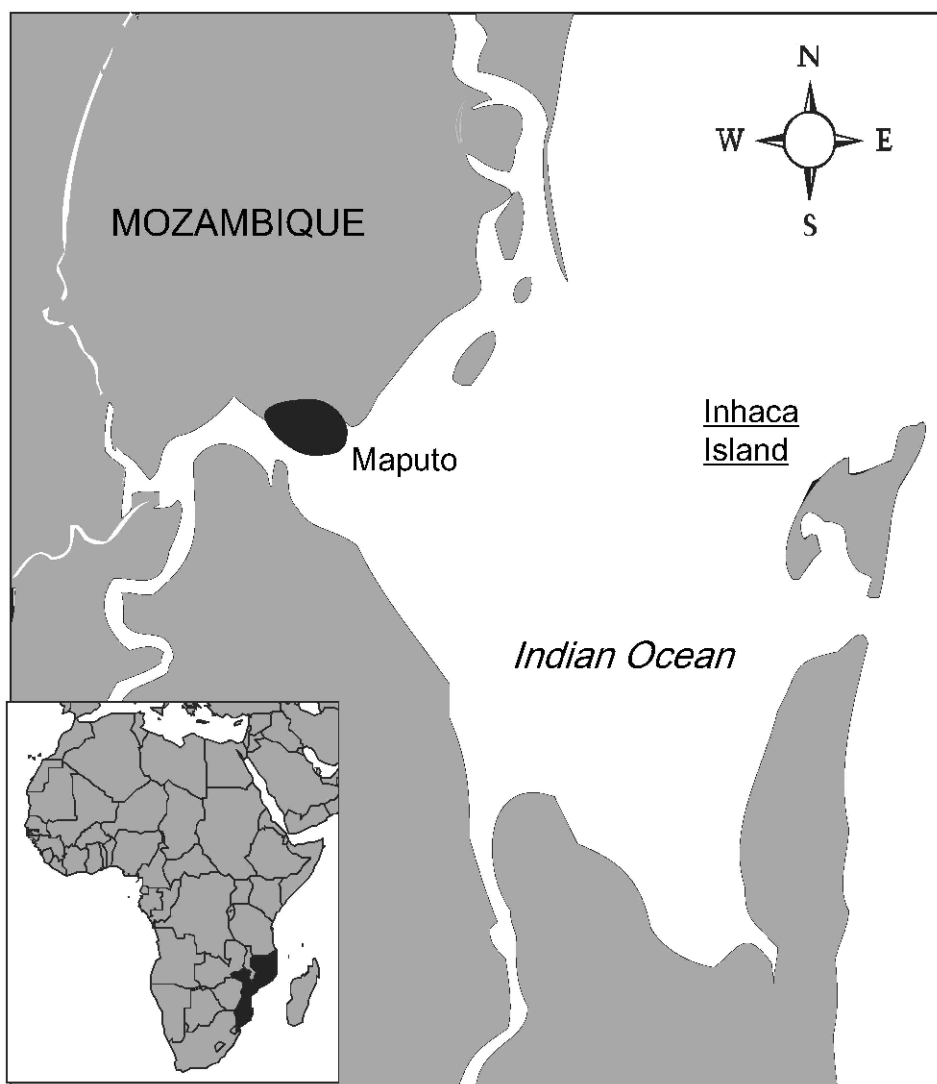 N
W E
S
MOZAMBIQUE
Inhaca
Island
Maputo
Indian Ocean